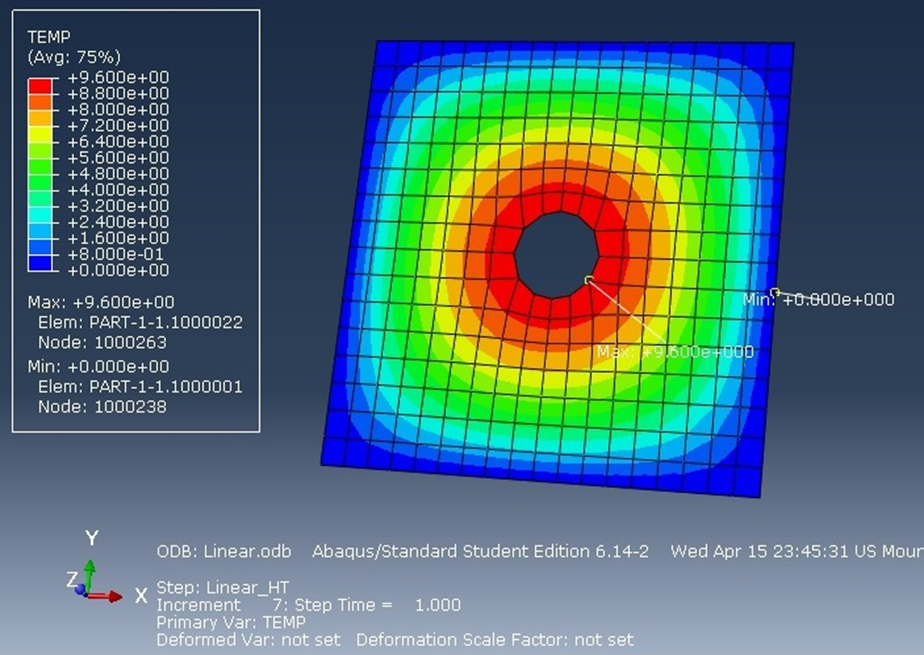 TEMP
(Avg: 75%)
+9.600e+00
+8.800e+00
+8.000e+00
+7.200e+00
+6.400e+00
+5.600e+00
+4.800e+00
+4.000e+00
+3.200e+00
+2.400e+00
+1.600e+00
+8.000e-01
+0.000e+00
Max: +9.600e+00
Elem: PART-1-1.1000022
Node: 1000263
Min: +0.000e+00
Elem: PART-1-1.1000001
Node: 1000238
Min: +0.000e+000
Max: +9.600e+000
Y
Z
X
ODB: Linear.odb Abaqus/Standard Student Edition 6.14-2 Wed Apr 15 23:45:31 US Moun
Step: Linear_HT
Increment 7: Step Time = 1.000
Primary Var: TEMP
Deformed Var: not set Deformation Scale Factor: not set